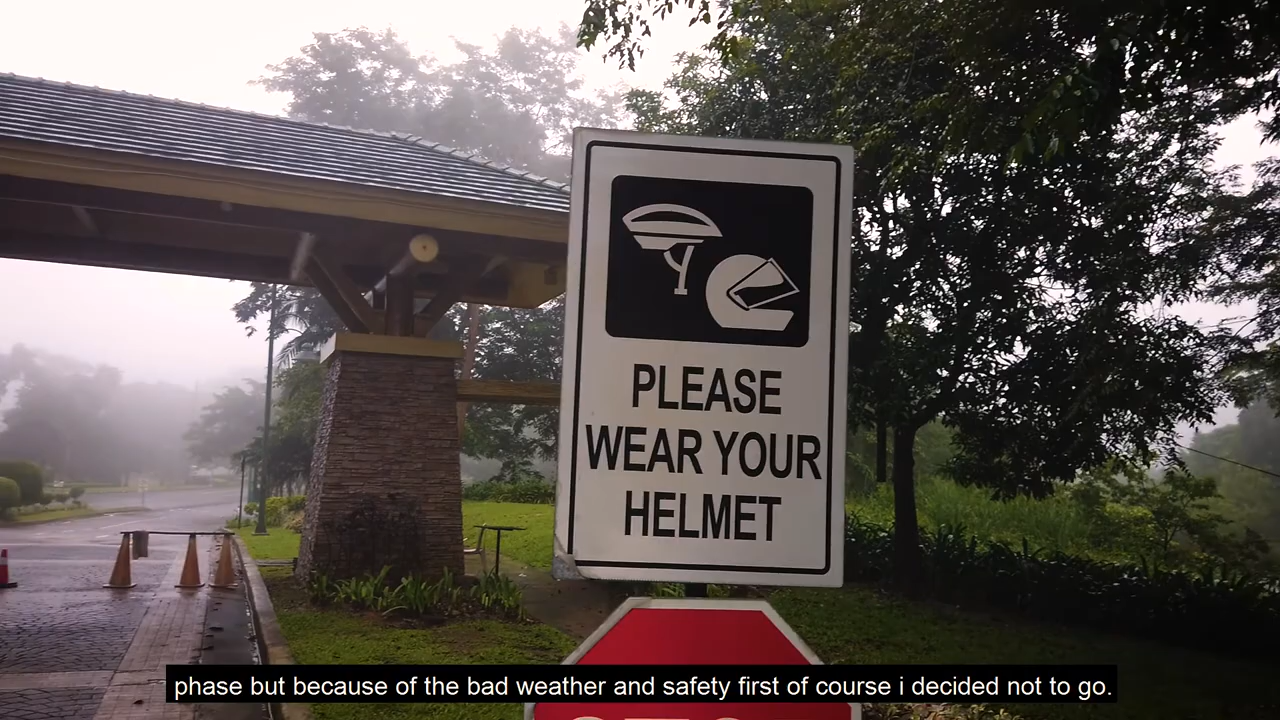 PLEASE
WEAR YOUR
HELMET
phase but because of the bad weather and safety first of course i decided not to go.